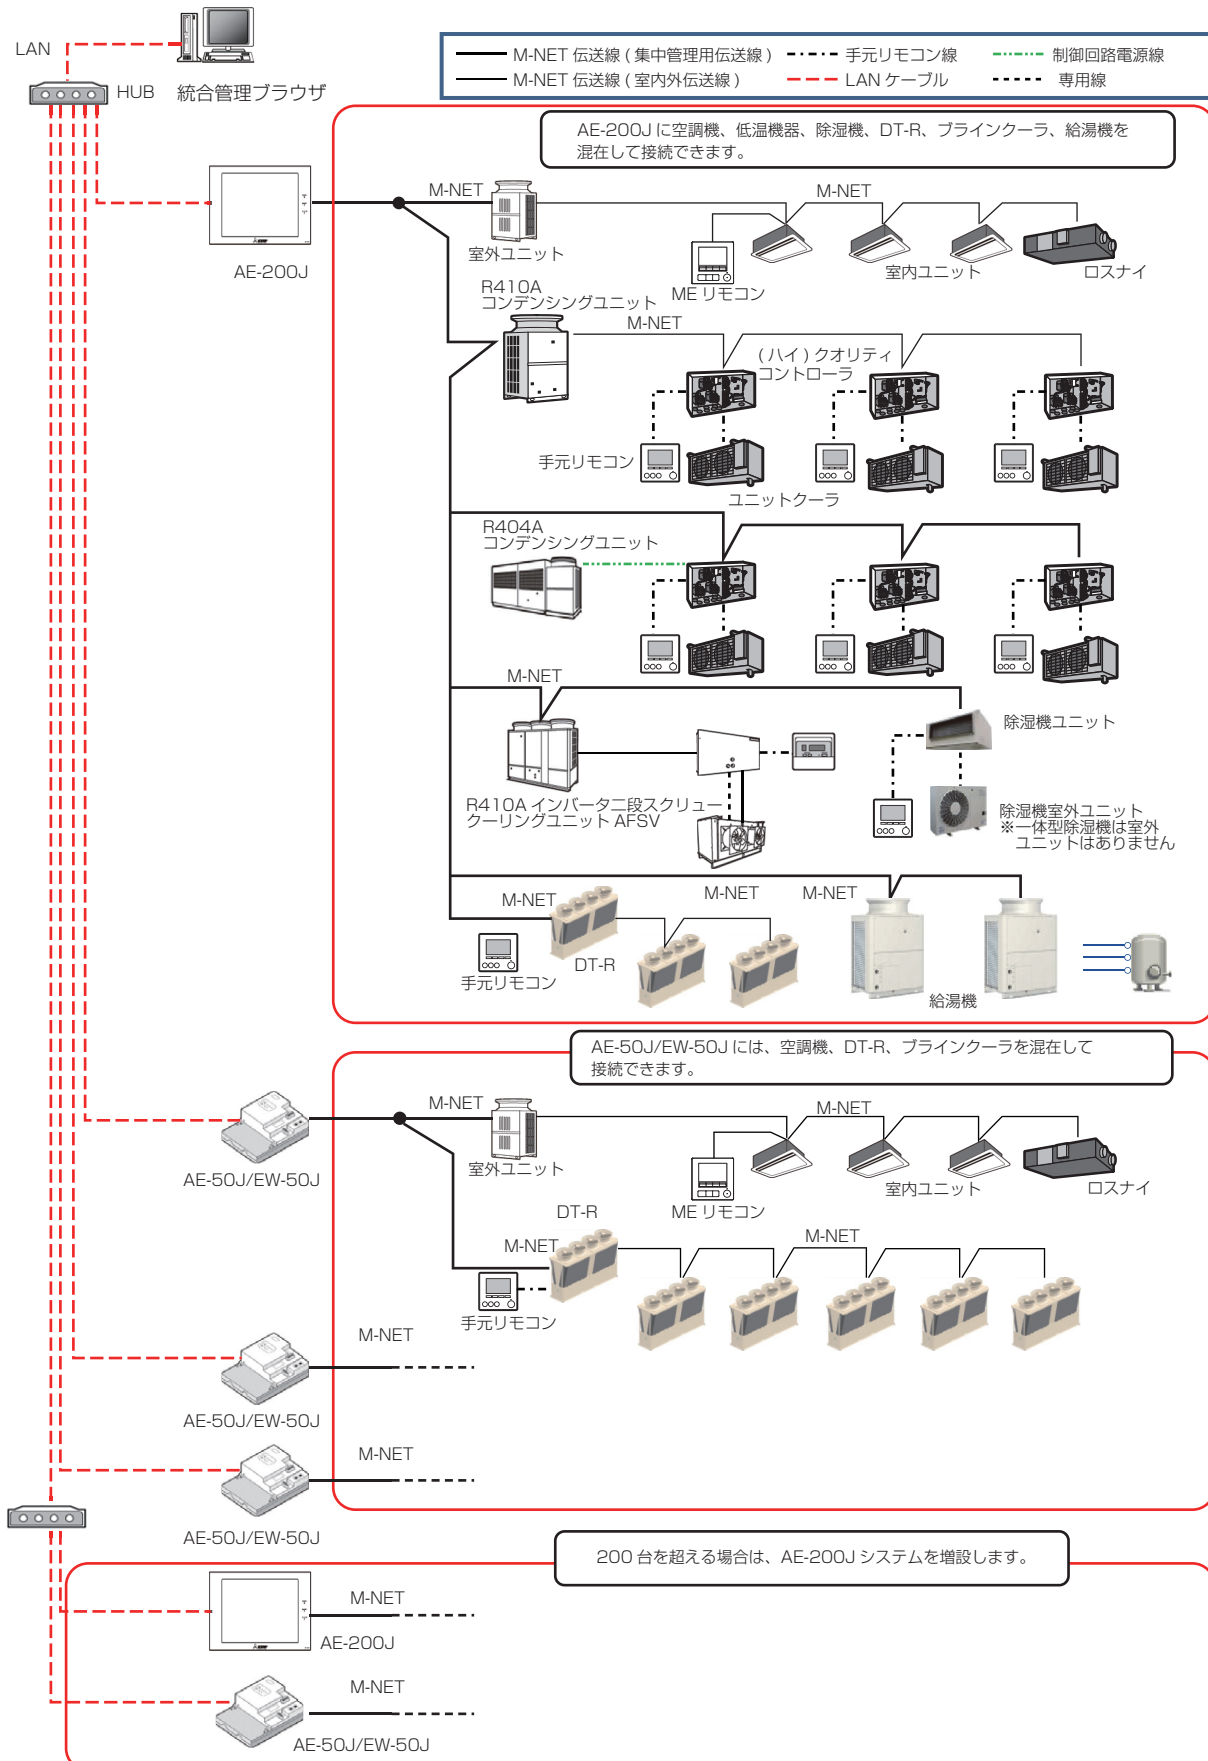 LAN
HUB
統合管理ブラウザ
M-NET 伝送線 ( 集中管理用伝送線 )
手元リモコン線
制御回路電源線
M-NET 伝送線 ( 室内外伝送線 )
LAN ケーブル
専用線
AE-200J に空調機、低温機器、除湿機、DT-R、ブラインクーラ、給湯機を
混在して接続できます。
AE-200J
M-NET
M-NET
室外ユニット
ME リモコン
室内ユニット
ロスナイ
R410A
コンデンシングユニット
M-NET
( ハイ ) クオリティ
コントローラ
手元リモコン
ユニットクーラ
R404A
コンデンシングユニット
M-NET
除湿機ユニット
R410A インバータ二段スクリュー
クーリングユニット AFSV
除湿機室外ユニット
※一体型除湿機は室外
ユニットはありません
M-NET
M-NET
M-NET
DT-R
手元リモコン
給湯機
AE-50J/EW-50J には、空調機、DT-R、ブラインクーラを混在して
接続できます。
M-NET
M-NET
AE-50J/EW-50J
室外ユニット
ME リモコン
室内ユニット
ロスナイ
DT-R
M-NET
M-NET
手元リモコン
M-NET
AE-50J/EW-50J
M-NET
AE-50J/EW-50J
200 台を超える場合は、AE-200J システムを増設します。
M-NET
AE-200J
M-NET
AE-50J/EW-50J